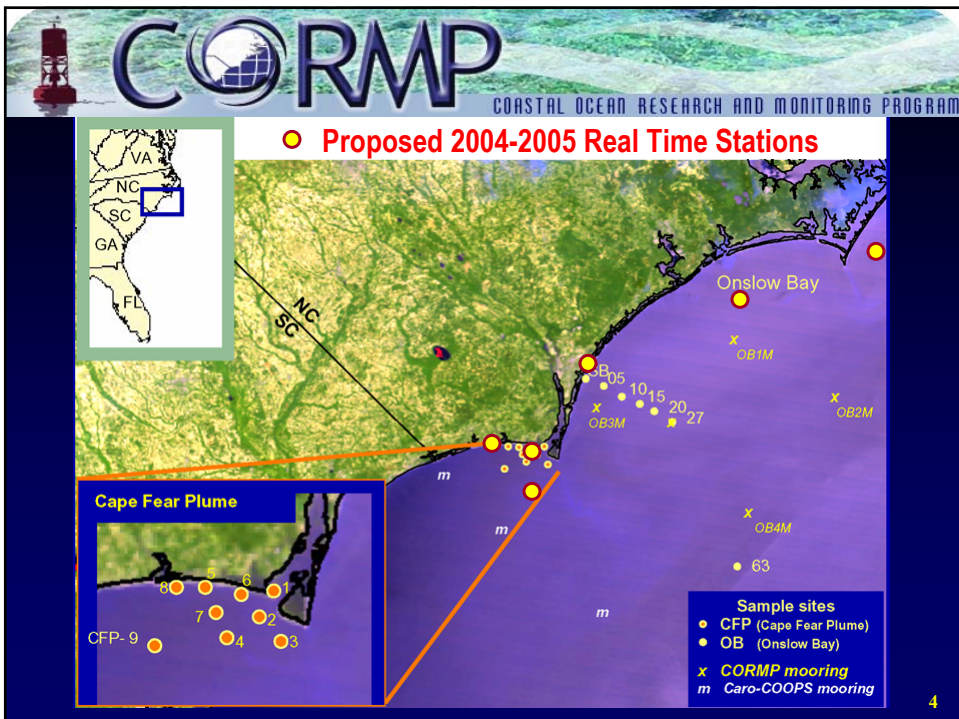 CORMP
COASTAL OCEAN RESEARCH AND MONITORING PROGRAM
Proposed 2004-2005 Real Time Stations
VA
NC
SC
GA
FL
NC
SC
Onslow Bay
OB1M
OB2M
OB3M
OB4M
SB
05
10
15
20
27
63
x
x
x
x
x
m
m
m
Cape Fear Plume
8
5
6
1
7
2
4
3
CFP- 9
Sample sites
CFP (Cape Fear Plume)
OB (Onslow Bay)
x CORMP mooring
m Caro-COOPS mooring
4